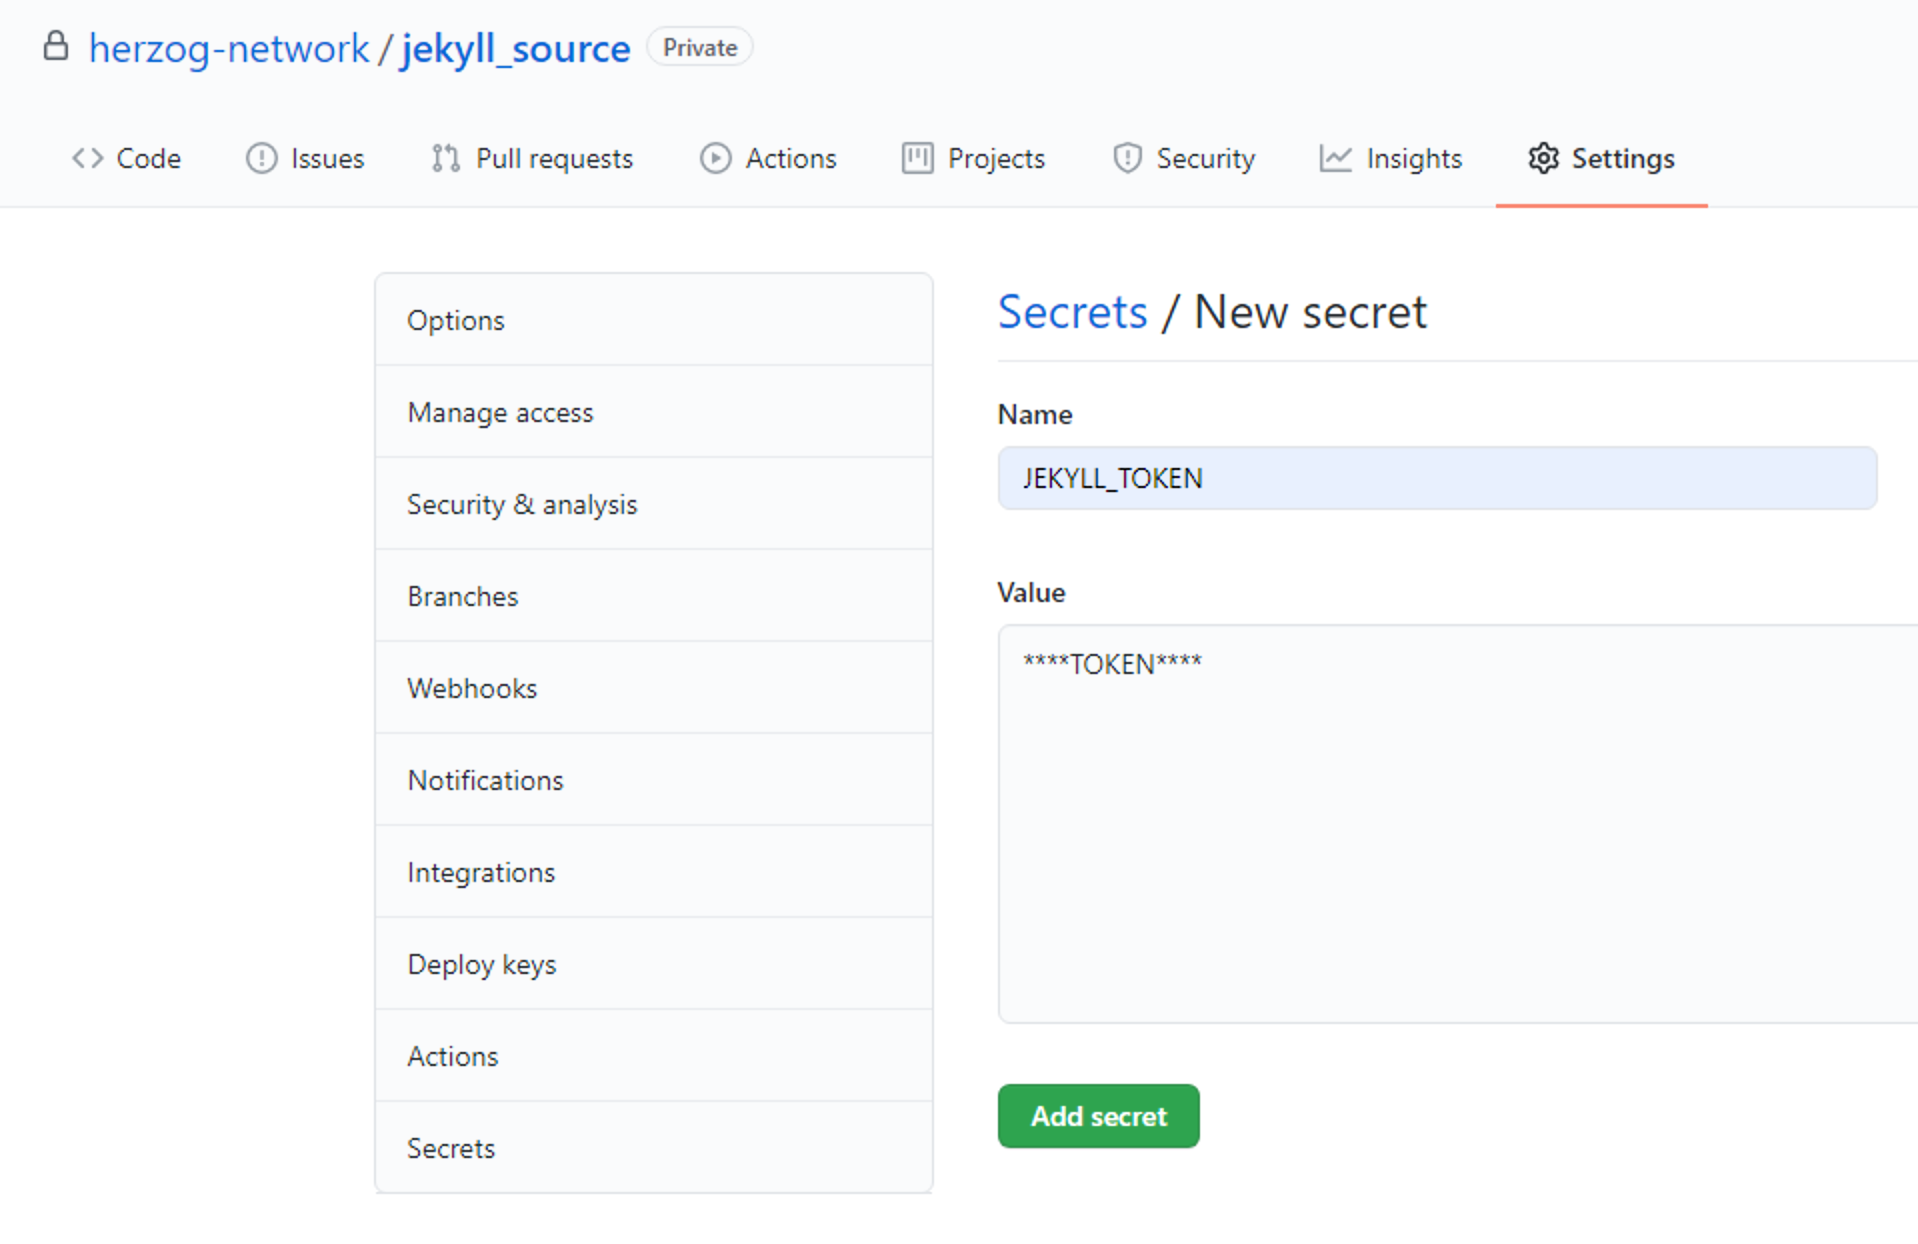 herzog-network / jekyll_source Private
Code Issues Pull requests Actions Projects Security Insights Settings
Options
Manage access
Security & analysis
Branches
Webhooks
Notifications
Integrations
Deploy keys
Actions
Secrets
Secrets / New secret
Name
JEKYLL_TOKEN
Value
****TOKEN****
Add secret